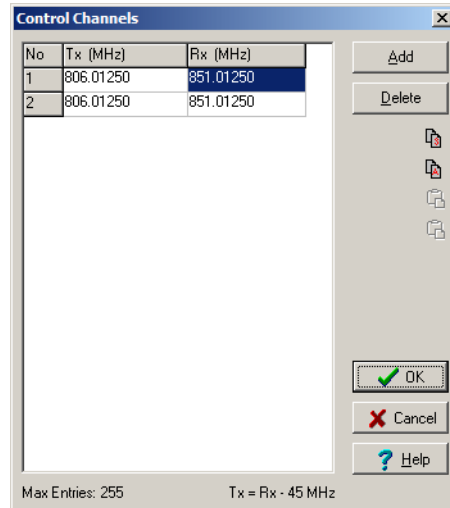 Control Channels
No Tx (MHz) Rx (MHz)
1 806.01250 851.01250
2 806.01250 851.01250
Add
Delete
OK
Cancel
? Help
Max Entries: 255 Tx = Rx - 45 MHz